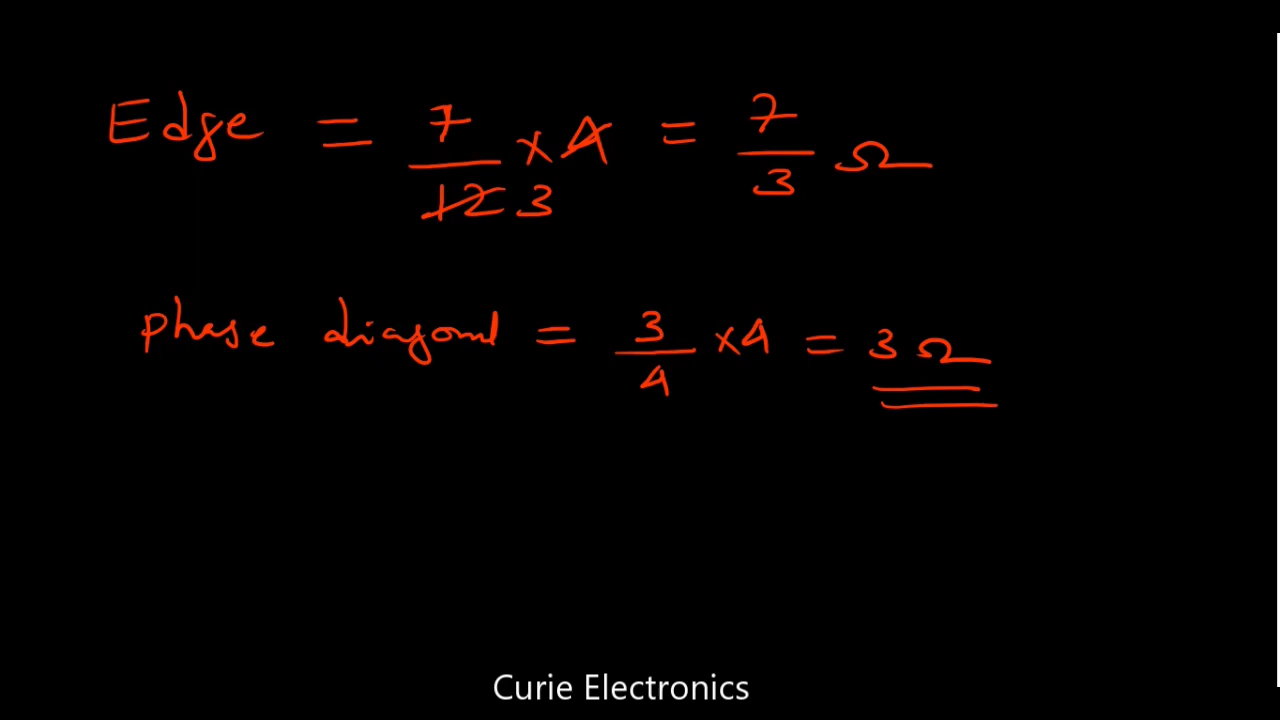 Edge = 7/12 3 × 4 = 7/3 Ω
phase diagonal = 3/4 × 4 = 3 Ω
Curie Electronics